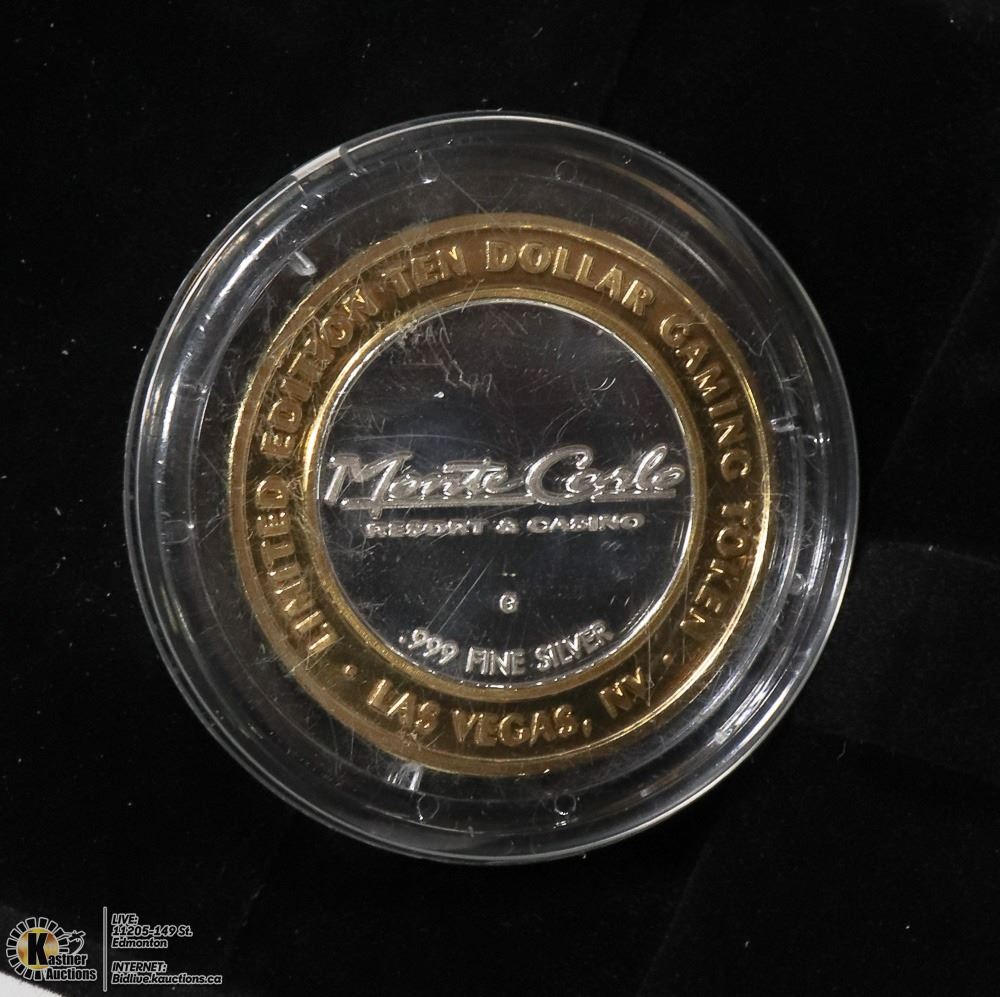 LIMITED EDITION TEN DOLLAR GAMING TOKEN
Monte Carlo
RESORT & CASINO
G
.999 FINE SILVER
• LAS VEGAS, NV •
Kastner
Auctions
LIVE:
11205-149 St.
Edmonton
INTERNET:
Bidlive.kauctions.ca